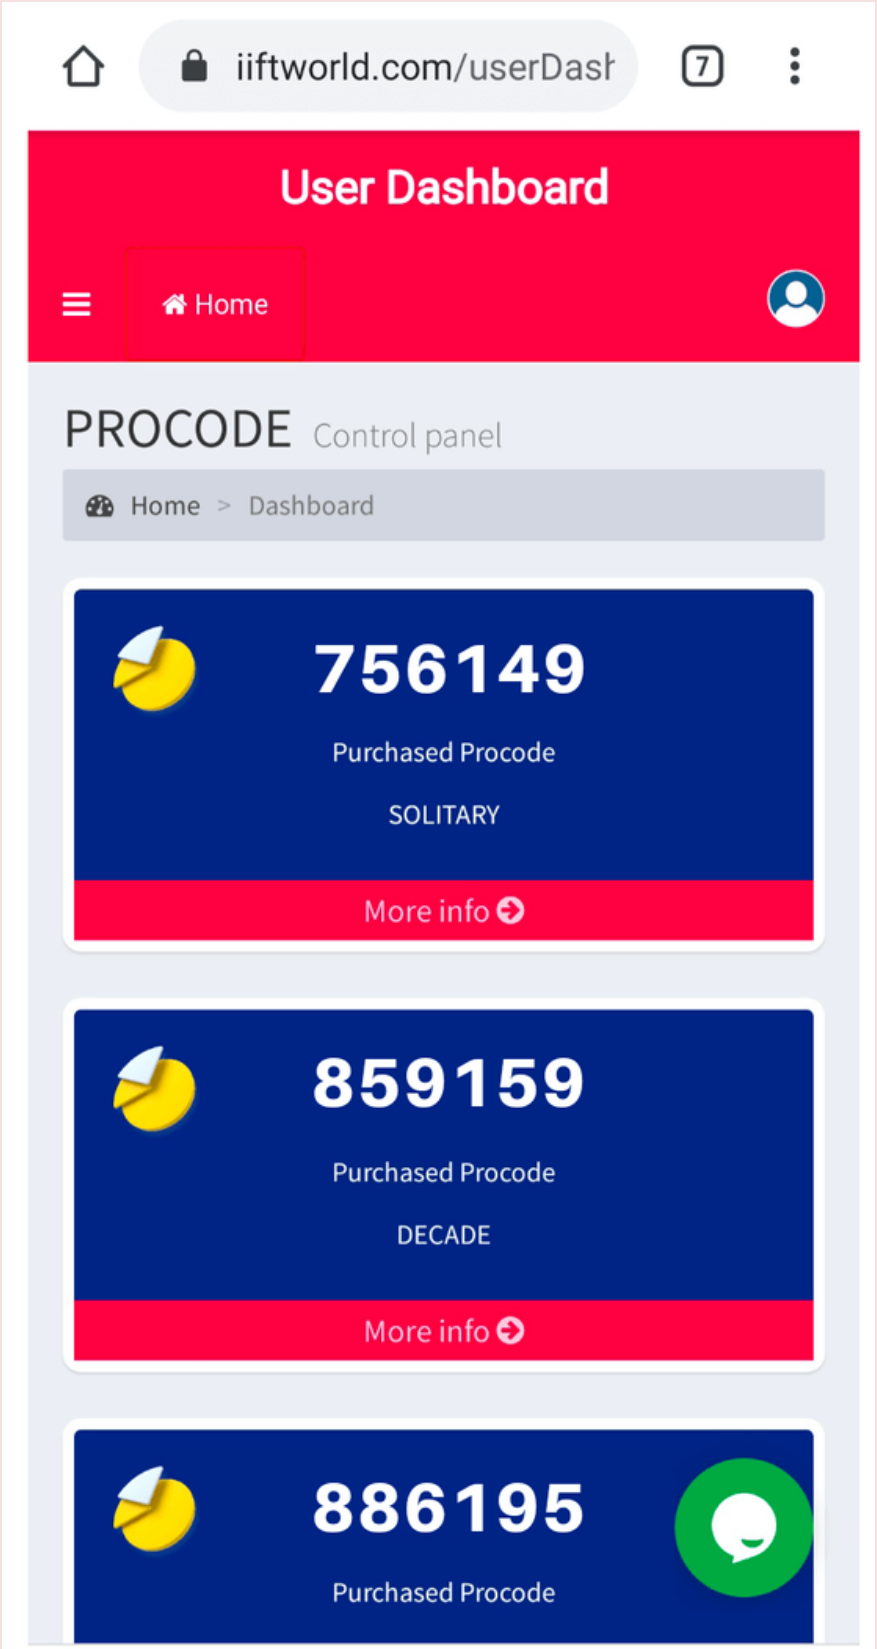 iiftworld.com/userDash
7
User Dashboard
Home
PROCODE Control panel
Home > Dashboard
756149
Purchased Procode
SOLITARY
More info
859159
Purchased Procode
DECADE
More info
886195
Purchased Procode